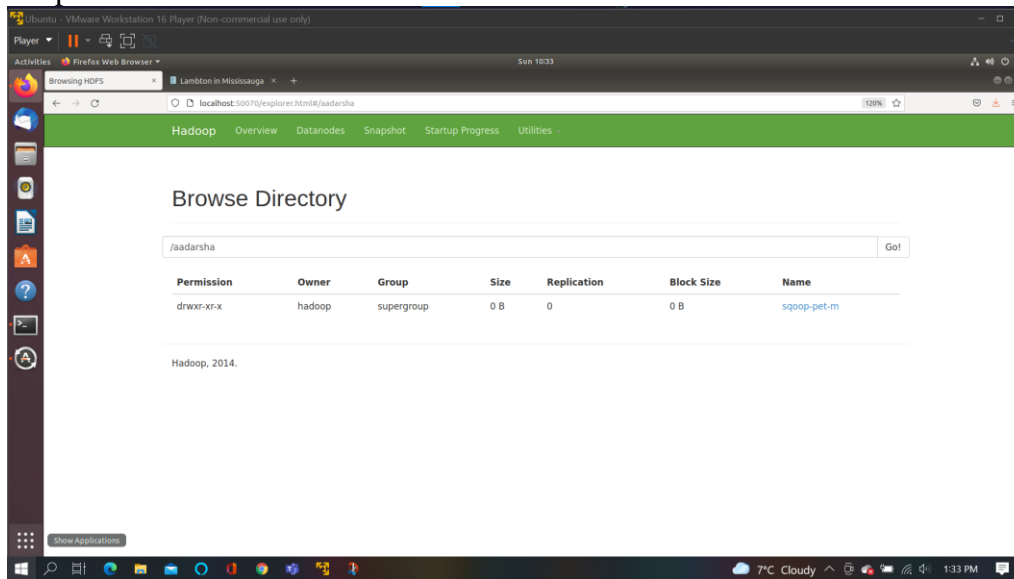 Ubuntu - VMware Workstation 16 Player (Non-commercial use only)
Player
Activities Firefox Web Browser Sun 10:33
Browsing HDFS × Lambton in Mississauga × +
localhost:50070/explorer.html#/aadarsha 120%
Hadoop Overview Datanodes Snapshot Startup Progress Utilities
Browse Directory
/aadarsha Go!
Permission Owner Group Size Replication Block Size Name
drwxr-xr-x hadoop supergroup 0 B 0 0 B sqoop-pet-m
Hadoop, 2014.
Show Applications
7°C Cloudy 1:33 PM